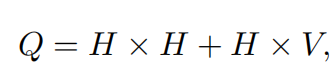 Q = H × H + H × V,